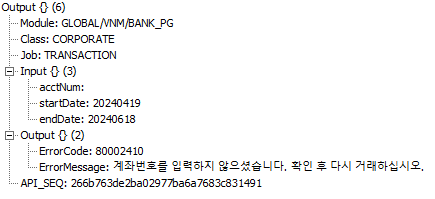 Output {} (6)
Module: GLOBAL/VNM/BANK_PG
Class: CORPORATE
Job: TRANSACTION
Input {} (3)
acctNum:
startDate: 20240419
endDate: 20240618
Output {} (2)
ErrorCode: 80002410
ErrorMessage: 계좌번호를 입력하지 않으셨습니다. 확인 후 다시 거래하십시오.
API_SEQ: 266b763de2ba02977ba6a7683c831491